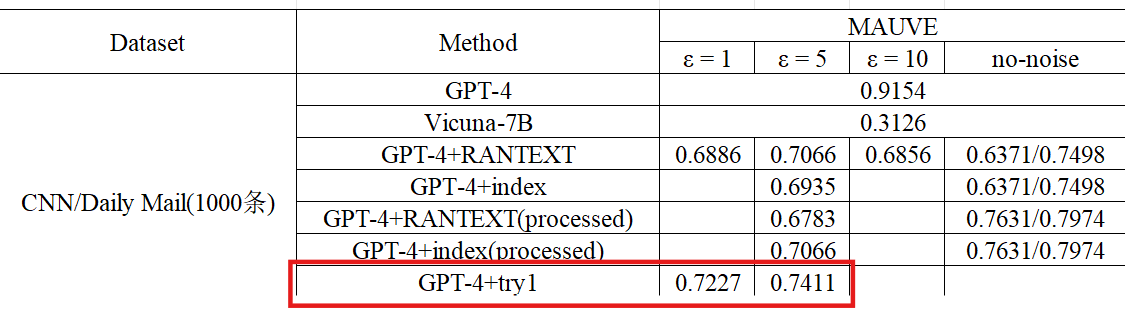 Dataset Method MAUVE
ε = 1 ε = 5 ε = 10 no-noise
CNN/Daily Mail(1000条)
GPT-4 0.9154
Vicuna-7B 0.3126
GPT-4+RANTEXT 0.6886 0.7066 0.6856 0.6371/0.7498
GPT-4+index 0.6935 0.6371/0.7498
GPT-4+RANTEXT(processed) 0.6783 0.7631/0.7974
GPT-4+index(processed) 0.7066 0.7631/0.7974
GPT-4+try1 0.7227 0.7411